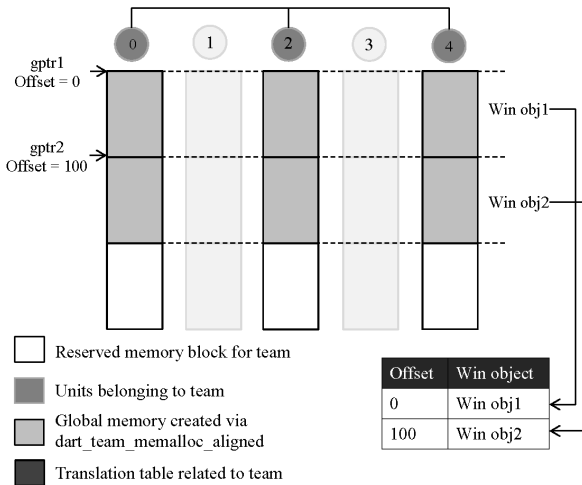 0 1 2 3 4
gptr1
Offset = 0
Win obj1
gptr2
Offset = 100
Win obj2
Reserved memory block for team
Units belonging to team
Global memory created via
dart_team_memalloc_aligned
Translation table related to team
Offset Win object
0 Win obj1
100 Win obj2